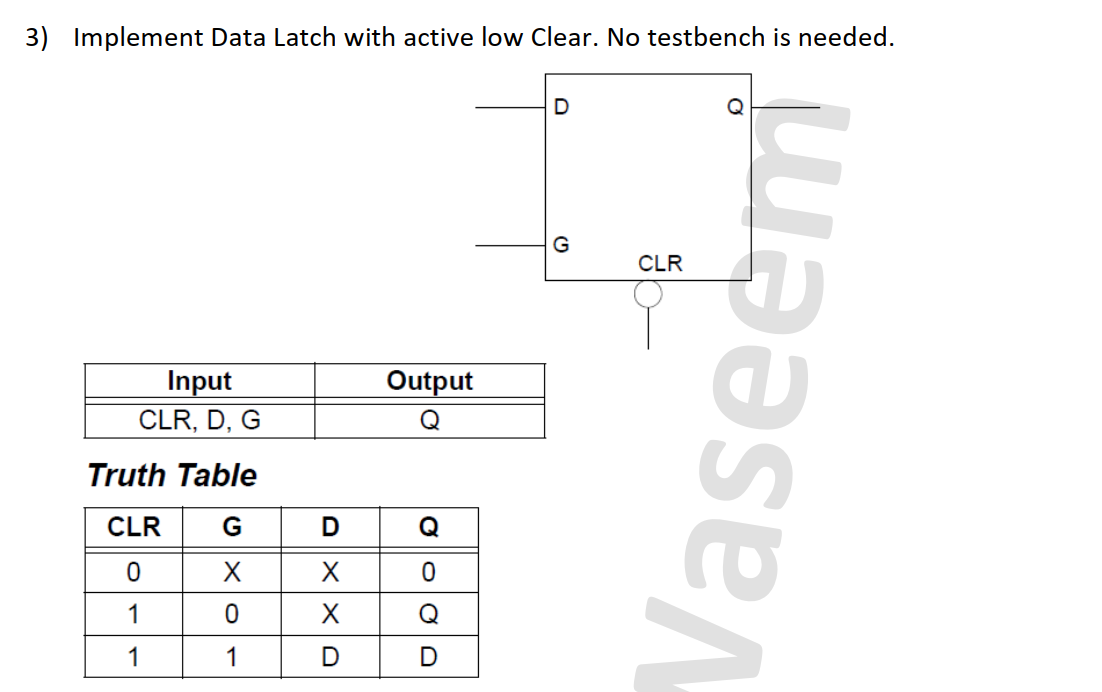 3) Implement Data Latch with active low Clear. No testbench is needed.
D Q
G
CLR
Input Output
CLR, D, G Q
Truth Table
CLR G D Q
0 X X 0
1 0 X Q
1 1 D D
Waseem